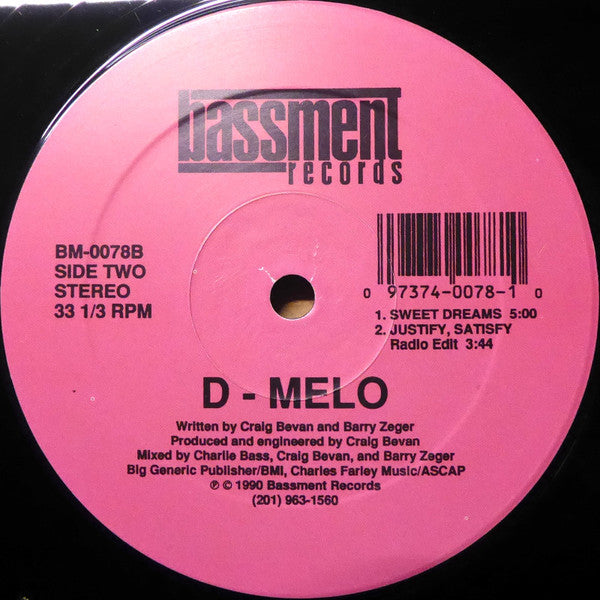 bassment
records
BM-0078B
SIDE TWO
STEREO
33 1/3 RPM
0 97374-0078-1 0
1. SWEET DREAMS 5:00
2. JUSTIFY, SATISFY
Radio Edit 3:44
D - MELO
Written by Craig Bevan and Barry Zeger
Produced and engineered by Craig Bevan
Mixed by Charlie Bass, Craig Bevan, and Barry Zeger
Big Generic Publisher/BMI, Charles Farley Music/ASCAP
℗ © 1990 Bassment Records
(201) 963-1560